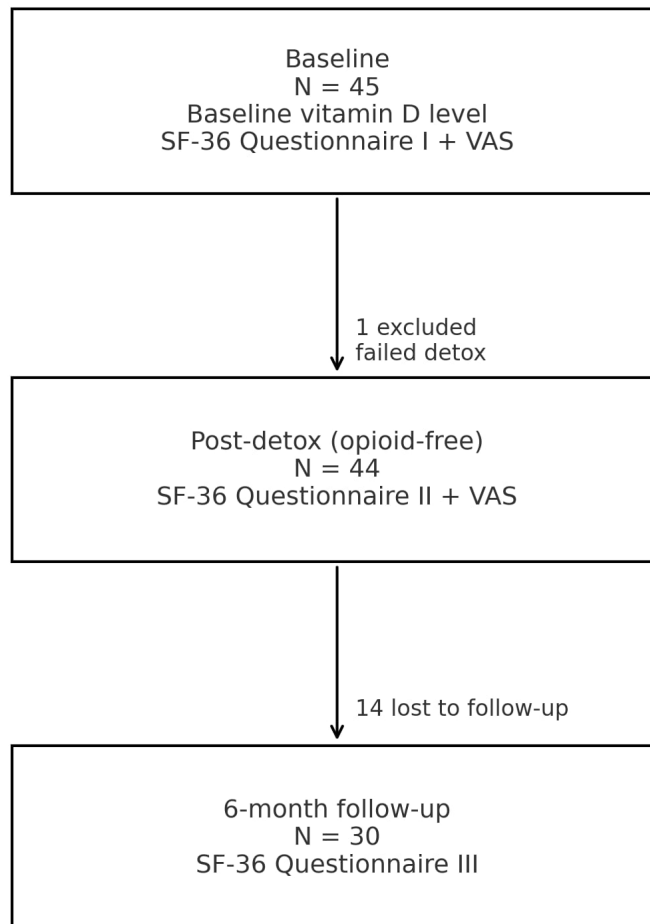 Baseline
N = 45
Baseline vitamin D level
SF-36 Questionnaire I + VAS
1 excluded
failed detox
Post-detox (opioid-free)
N = 44
SF-36 Questionnaire II + VAS
14 lost to follow-up
6-month follow-up
N = 30
SF-36 Questionnaire III